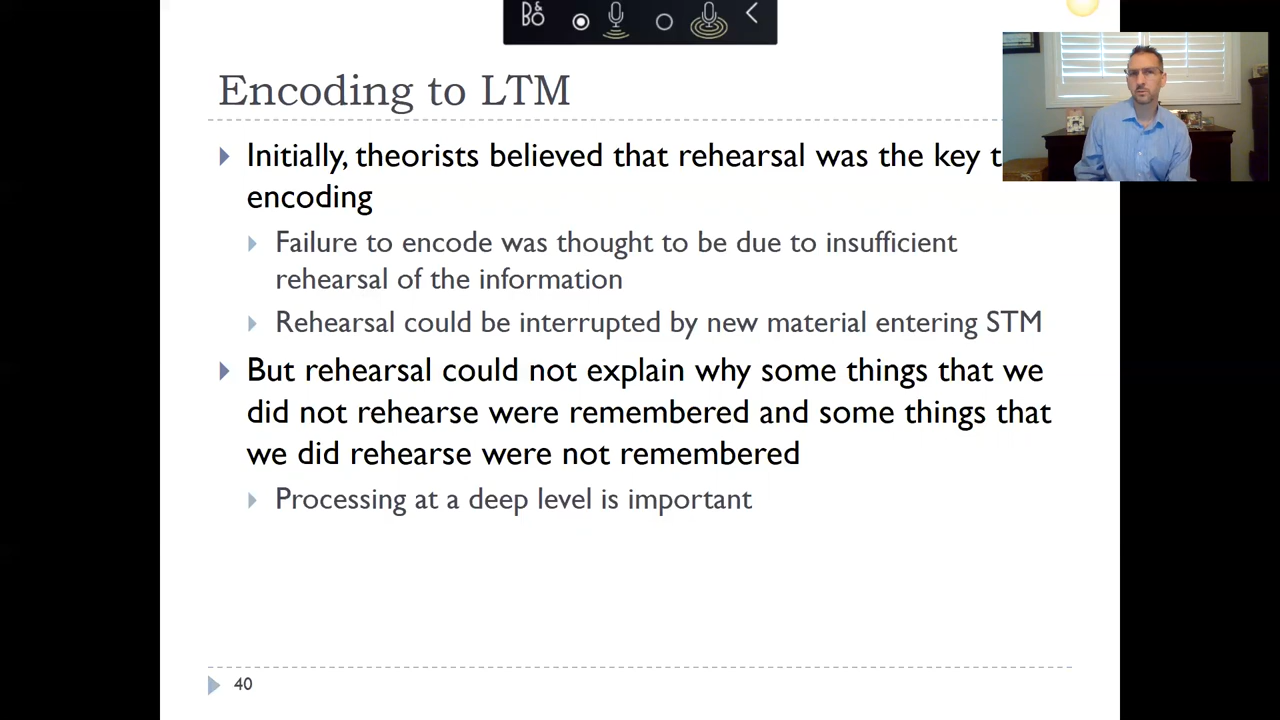 B&O
Encoding to LTM
Initially, theorists believed that rehearsal was the key
encoding
Failure to encode was thought to be due to insufficient
rehearsal of the information
Rehearsal could be interrupted by new material entering STM
But rehearsal could not explain why some things that we
did not rehearse were remembered and some things that
we did rehearse were not remembered
Processing at a deep level is important
40